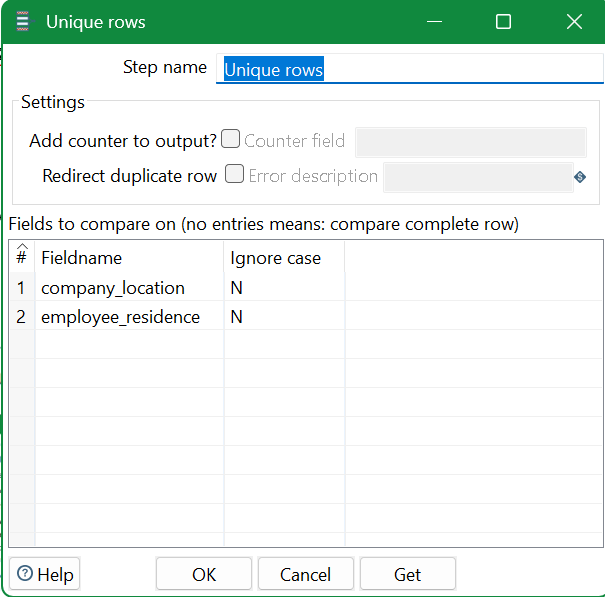 Unique rows
Step name Unique rows
Settings
Add counter to output? Counter field
Redirect duplicate row Error description
Fields to compare on (no entries means: compare complete row)
# Fieldname Ignore case
1 company_location N
2 employee_residence N
Help OK Cancel Get